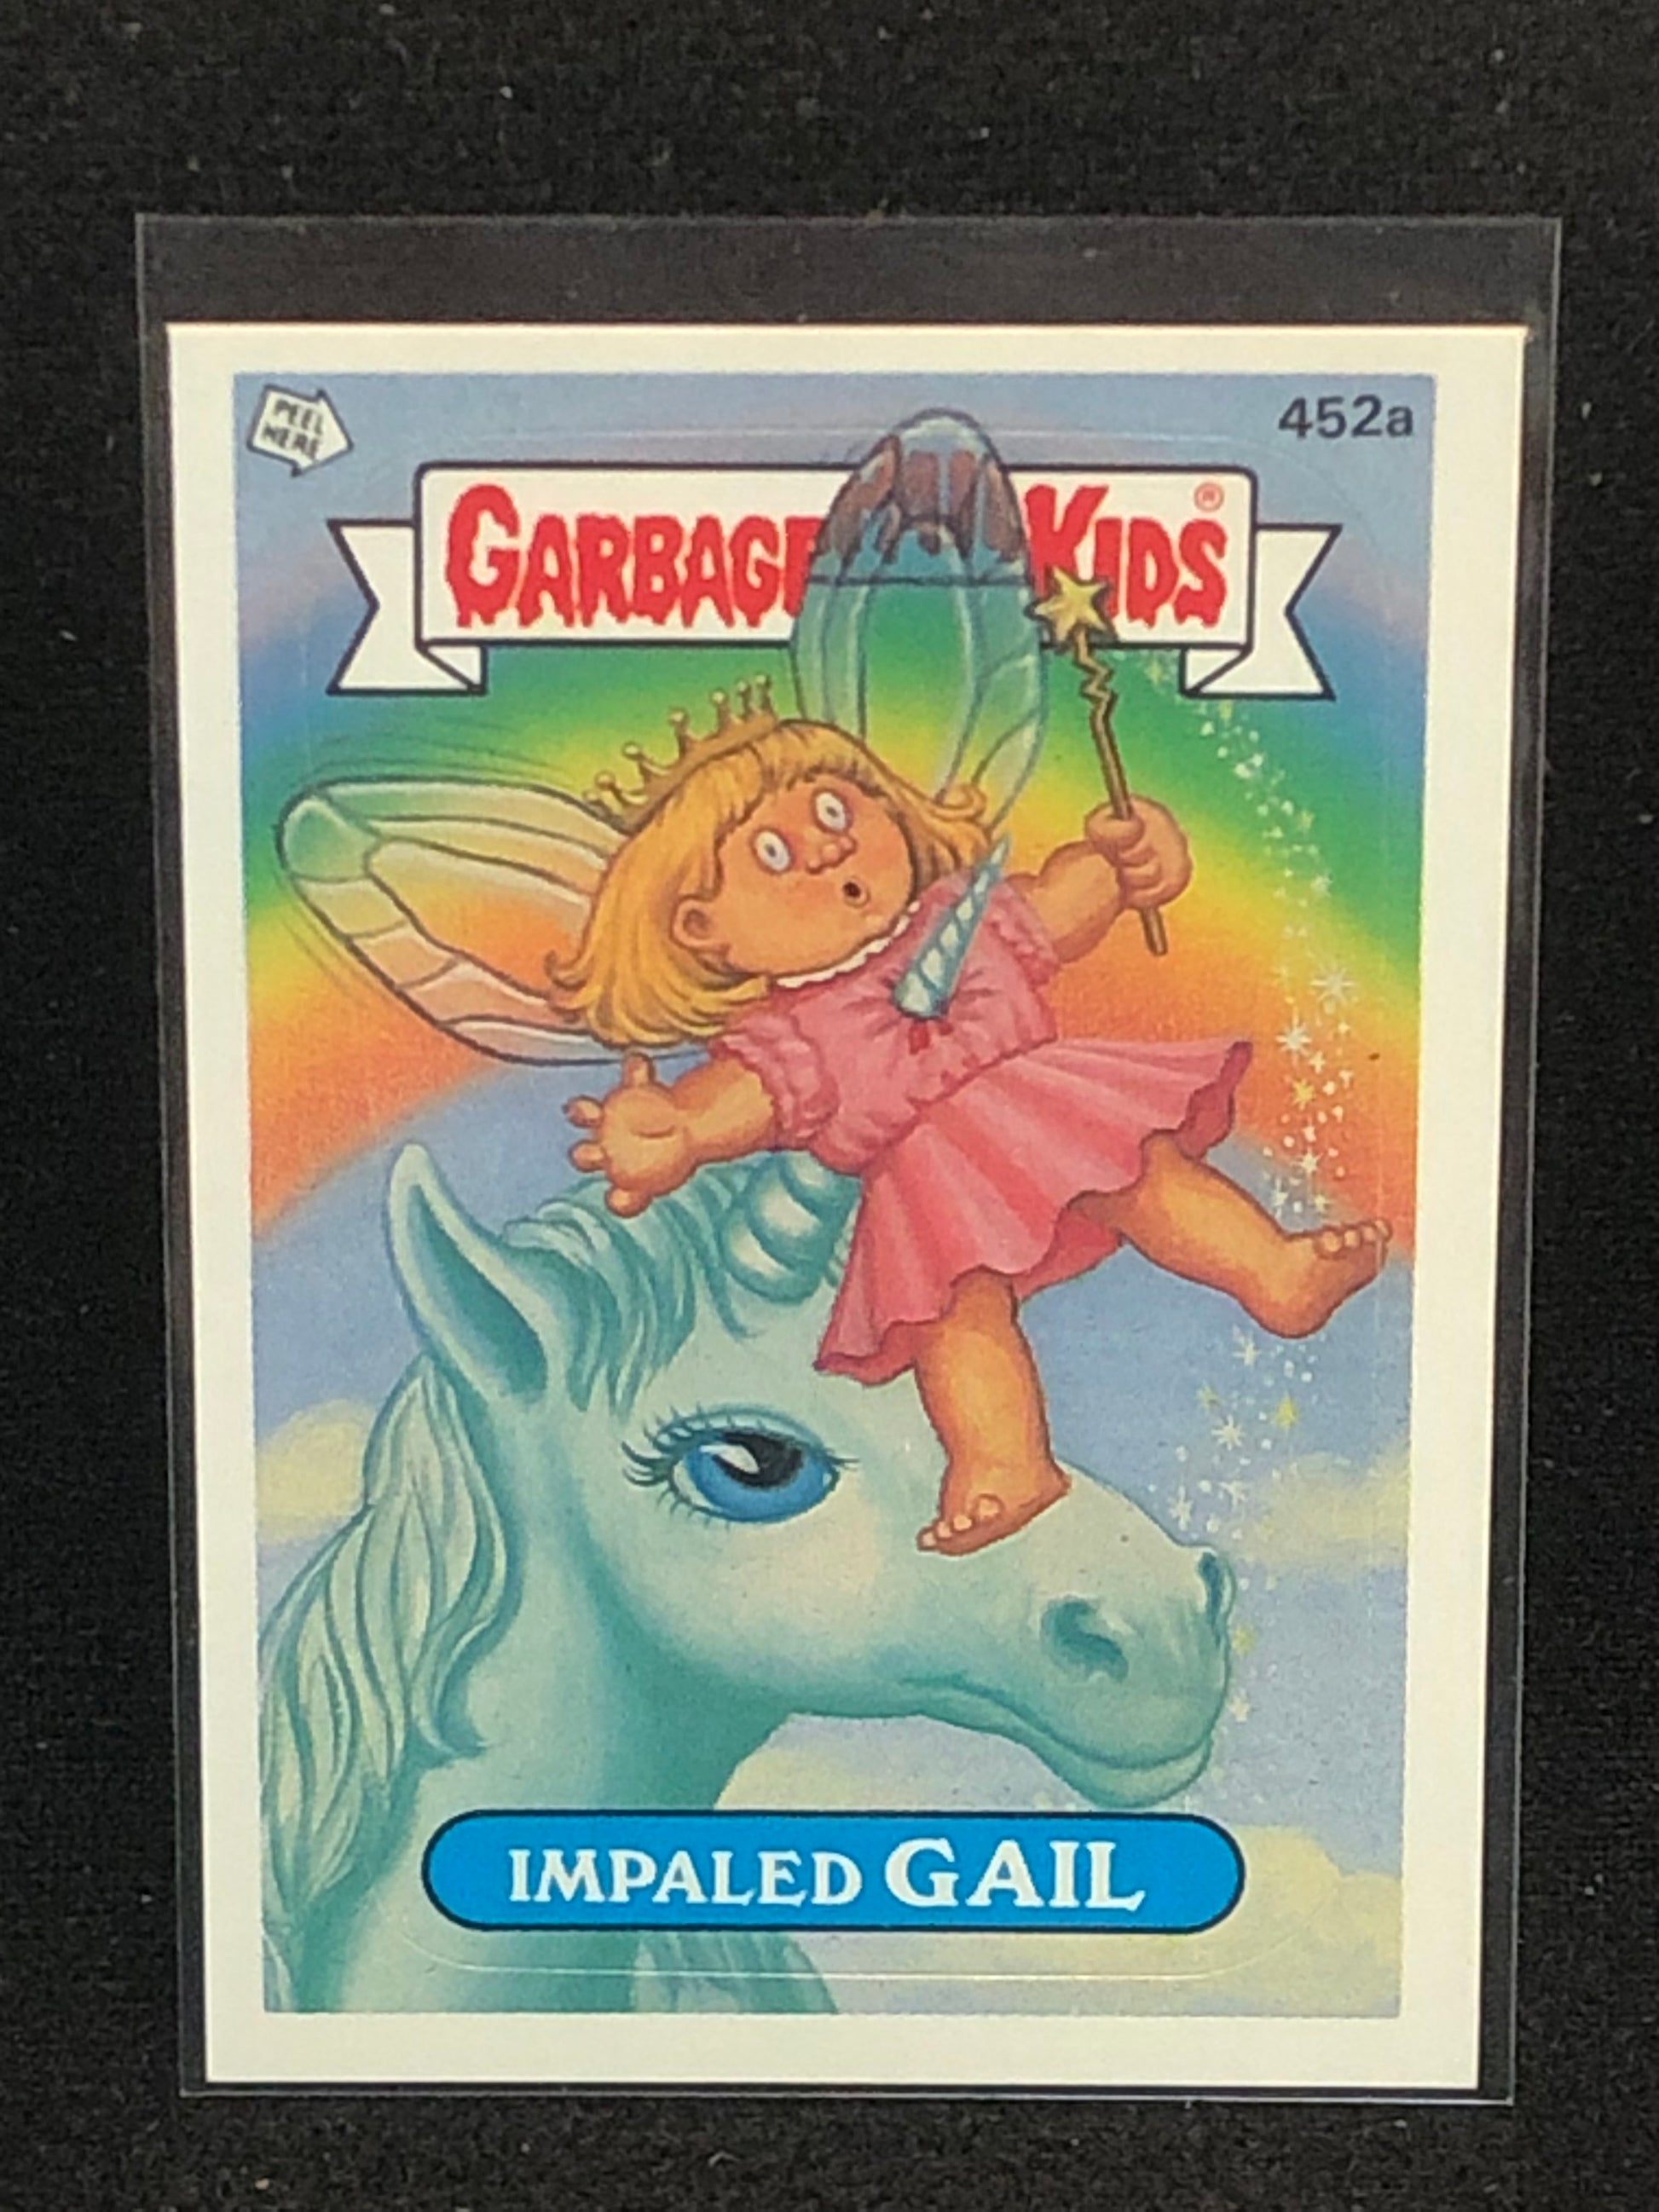 PEEL
HERE
452a
GARBAGE KIDS®
IMPALED GAIL